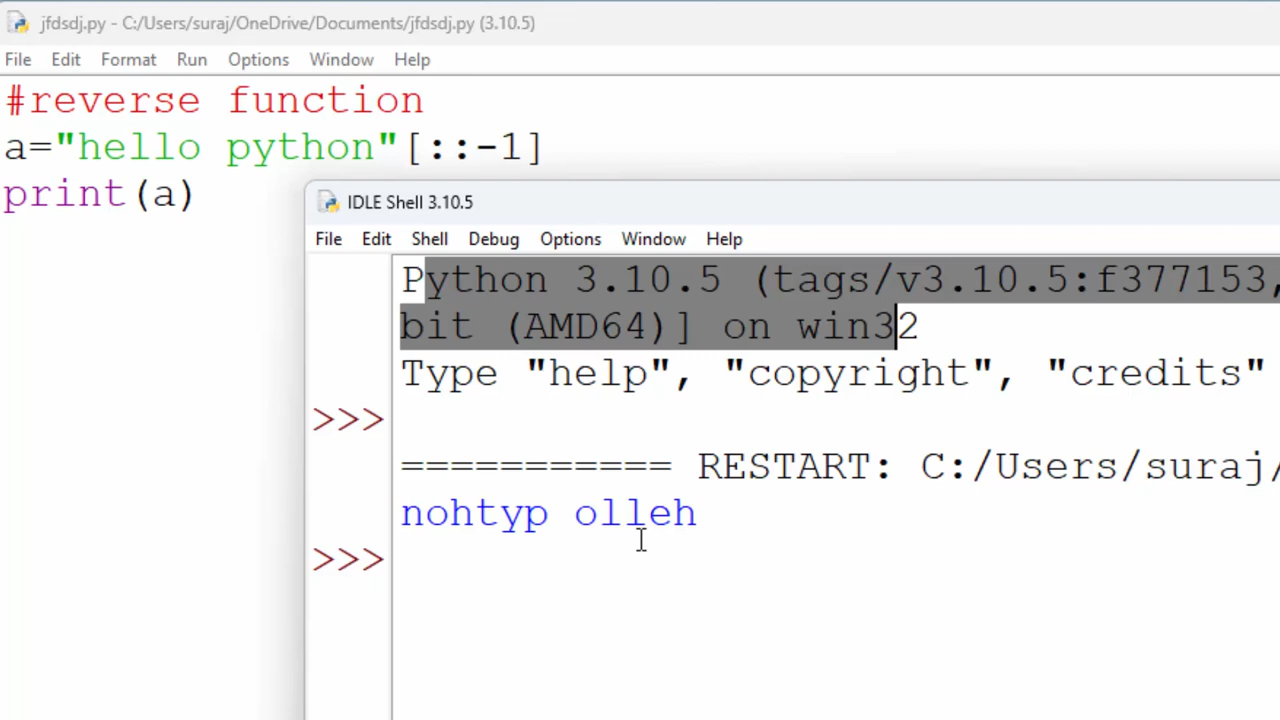 jfdsdj.py - C:/Users/suraj/OneDrive/Documents/jfdsdj.py (3.10.5)
File Edit Format Run Options Window Help
#reverse function
a="hello python"[::-1]
print(a)
IDLE Shell 3.10.5
File Edit Shell Debug Options Window Help
Python 3.10.5 (tags/v3.10.5:f377153,
bit (AMD64)] on win32
Type "help", "copyright", "credits"
>>>
=========== RESTART: C:/Users/suraj/
nohtyp olleh
>>>